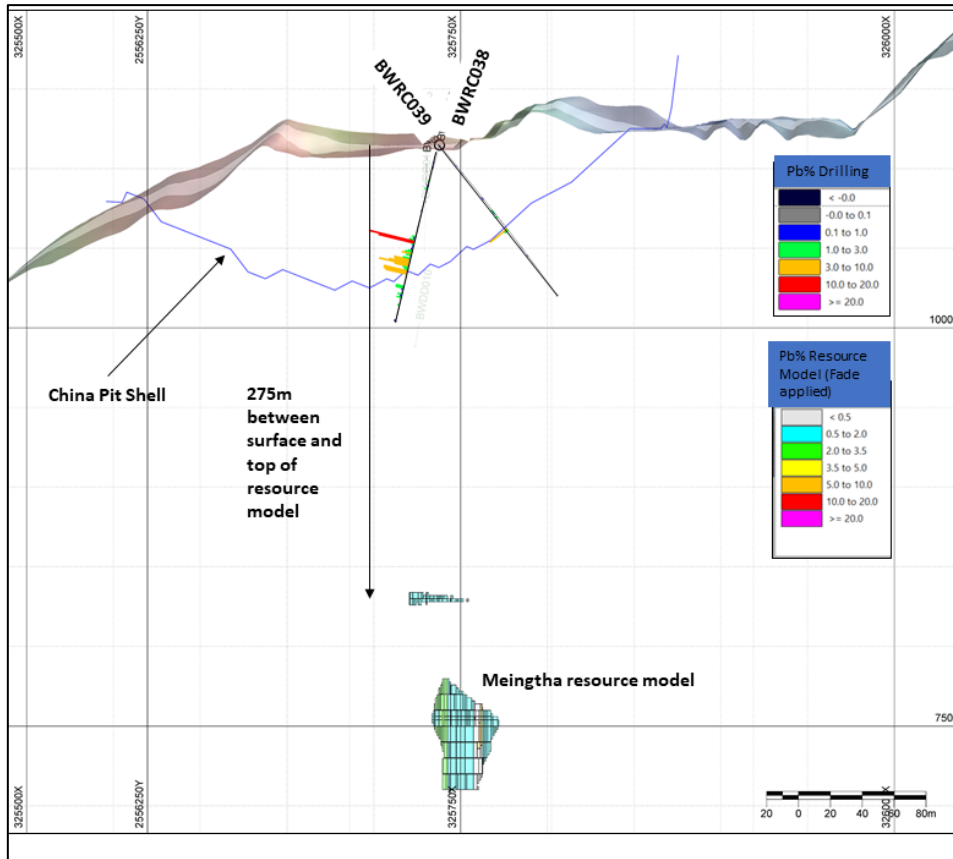 325500X
2556250Y
325750X
326000X
BWRC039
BWRC038
Pb% Drilling
< -0.0
-0.0 to 0.1
0.1 to 1.0
1.0 to 3.0
3.0 to 10.0
10.0 to 20.0
>= 20.0
BWDD010
1000
China Pit Shell
275m
between
surface and
top of
resource
model
Pb% Resource
Model (Fade
applied)
< 0.5
0.5 to 2.0
2.0 to 3.5
3.5 to 5.0
5.0 to 10.0
10.0 to 20.0
>= 20.0
Meingtha resource model
750
325500X
2556250Y
325750X
20 0 20 40 60 80m